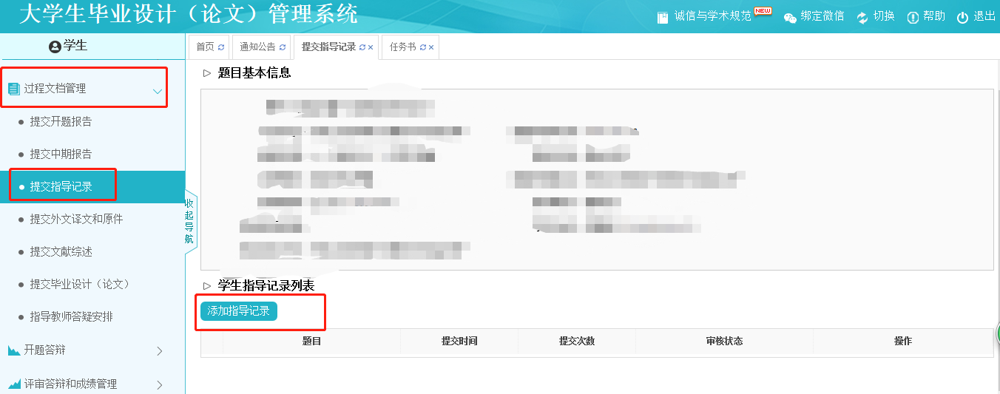 大学生毕业设计（论文）管理系统
诚信与学术规范 NEW 绑定微信 切换 帮助 退出
学生
首页 通知公告 提交指导记录 任务书
过程文档管理
提交开题报告
提交中期报告
提交指导记录
提交外文译文和原件
提交文献综述
提交毕业设计（论文）
指导教师答疑安排
开题答辩
评审答辩和成绩管理
收起导航
题目基本信息
学生指导记录列表
添加指导记录
题目 提交时间 提交次数 审核状态 操作